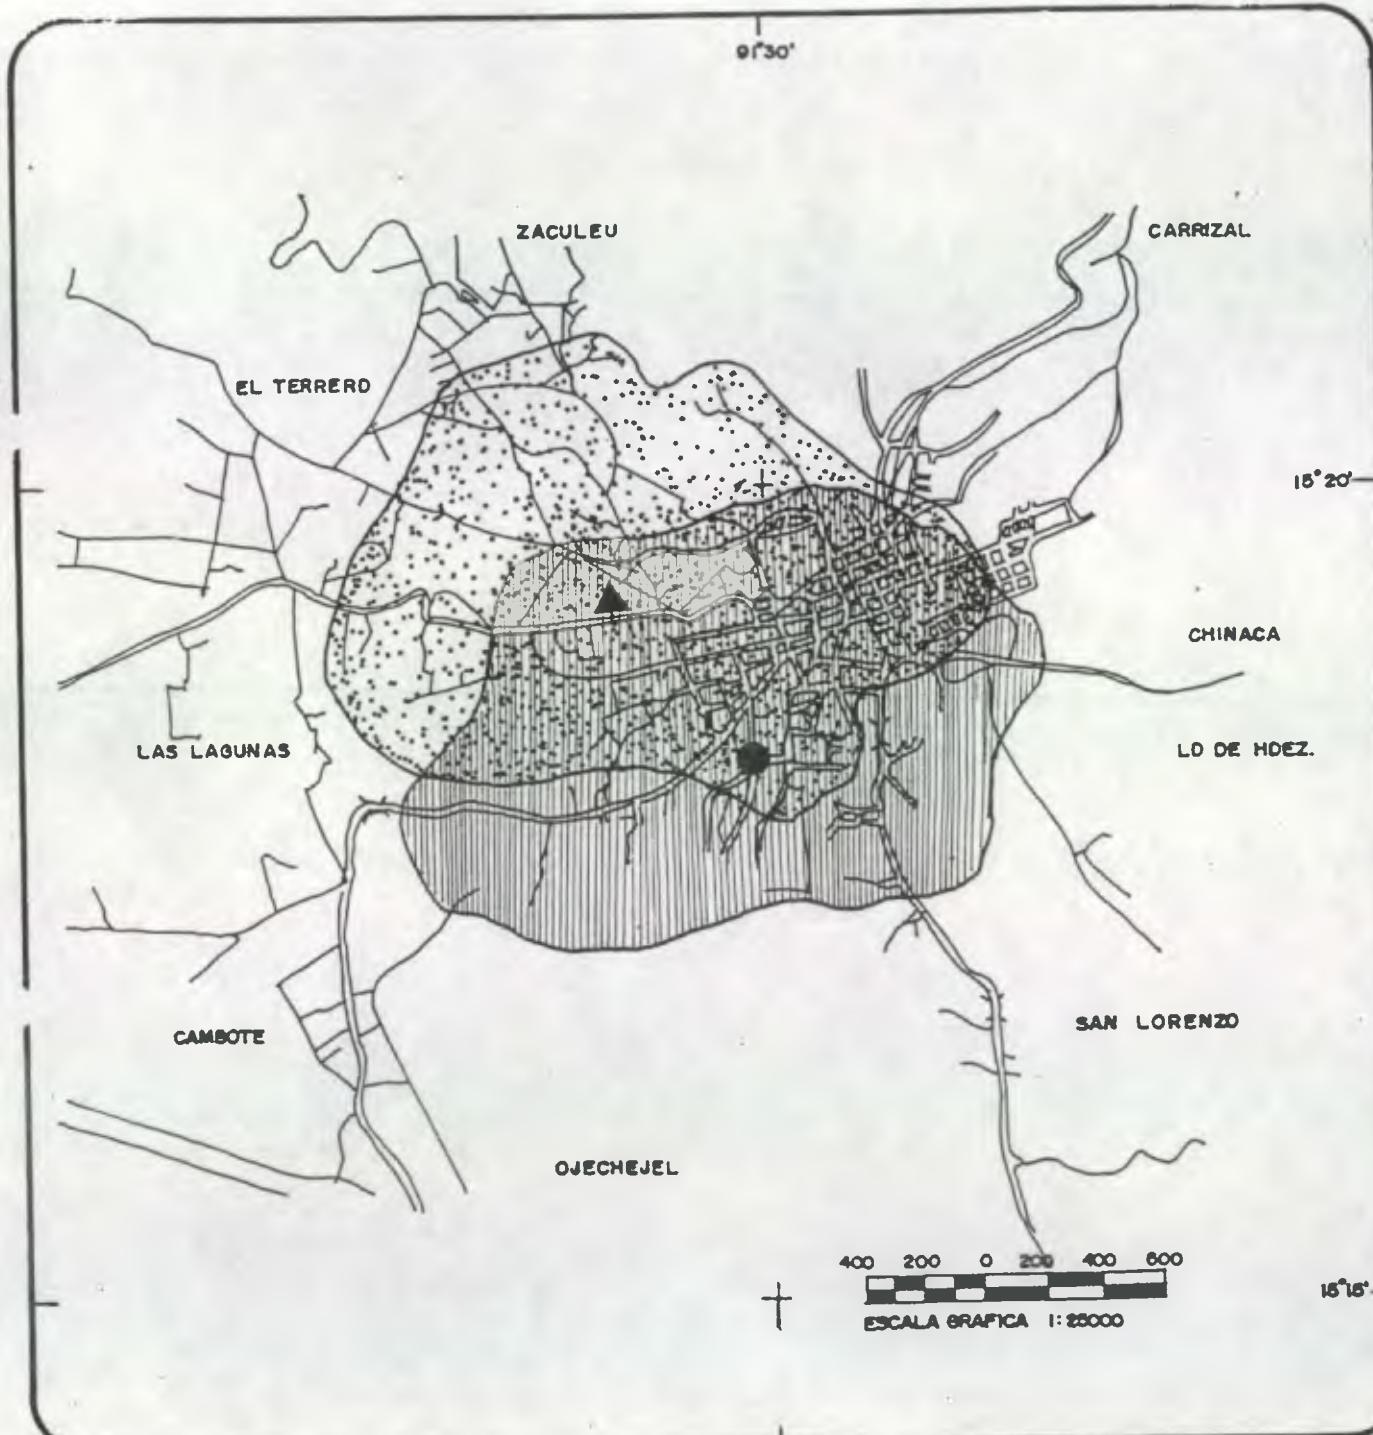 91°30'
ZACULEU
CARRIZAL
EL TERRERO
15°20'
CHINACA
LAS LAGUNAS
LO DE HDEZ.
CAMBOTE
SAN LORENZO
OJECHEJEL
400 200 0 200 400 600
15°15'
ESCALA GRAFICA 1:25000